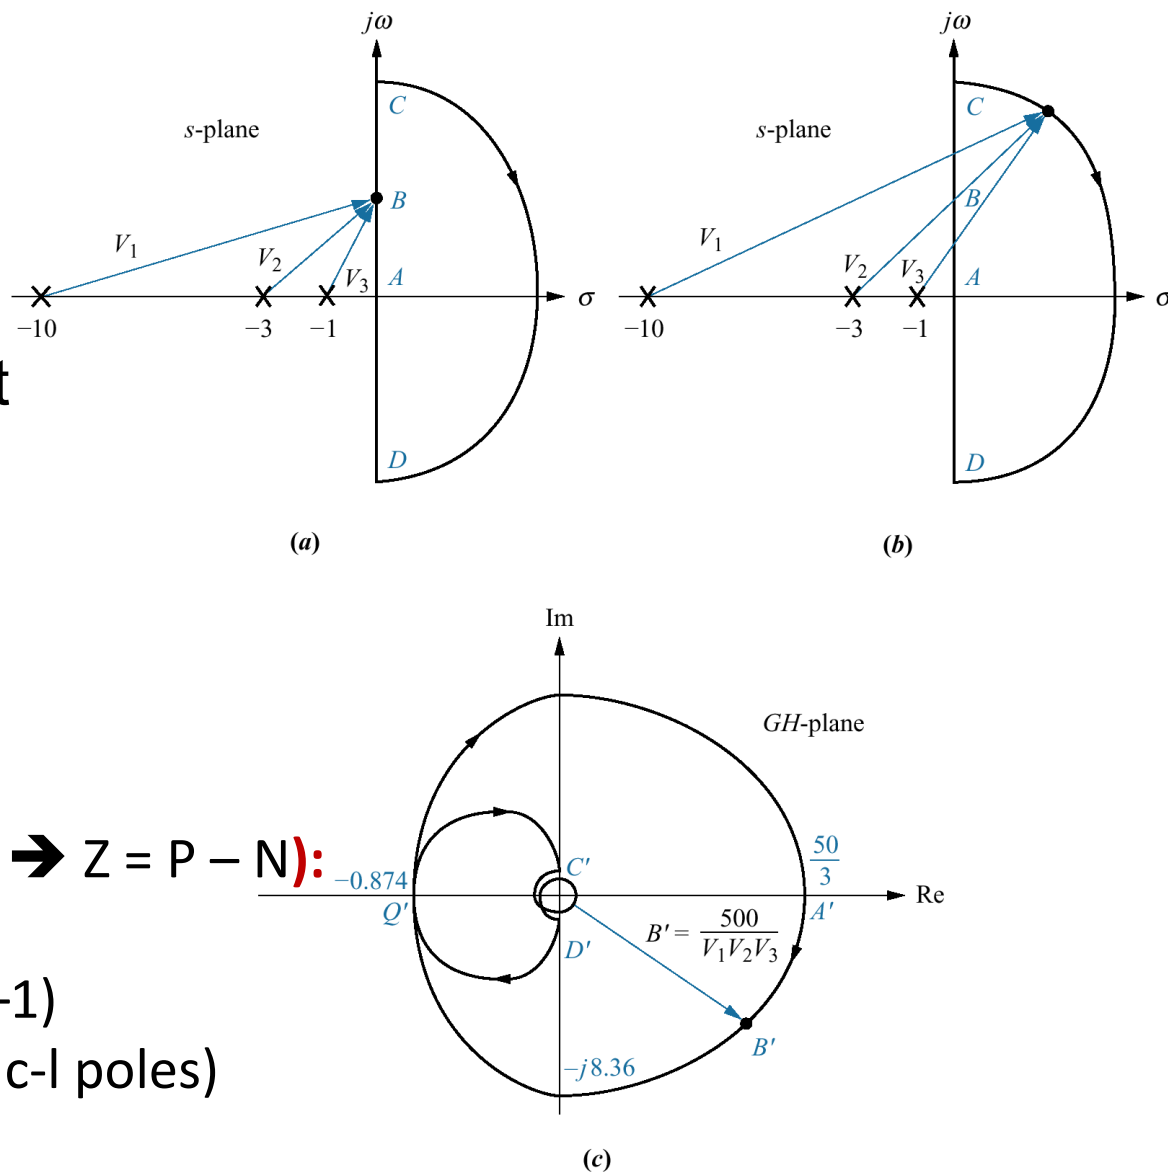 jω
C
s-plane
B
V₁
V₂
V₃
A
σ
−10
−3
−1
D
(a)
jω
C
s-plane
B
V₁
V₂
V₃
A
σ
−10
−3
−1
D
(b)
t
Im
GH-plane
➔ Z = P – N):
−0.874
C′
50
3
Re
Q′
A′
B′ = 500
V₁V₂V₃
D′
-1)
B′
c-l poles)
−j8.36
(c)